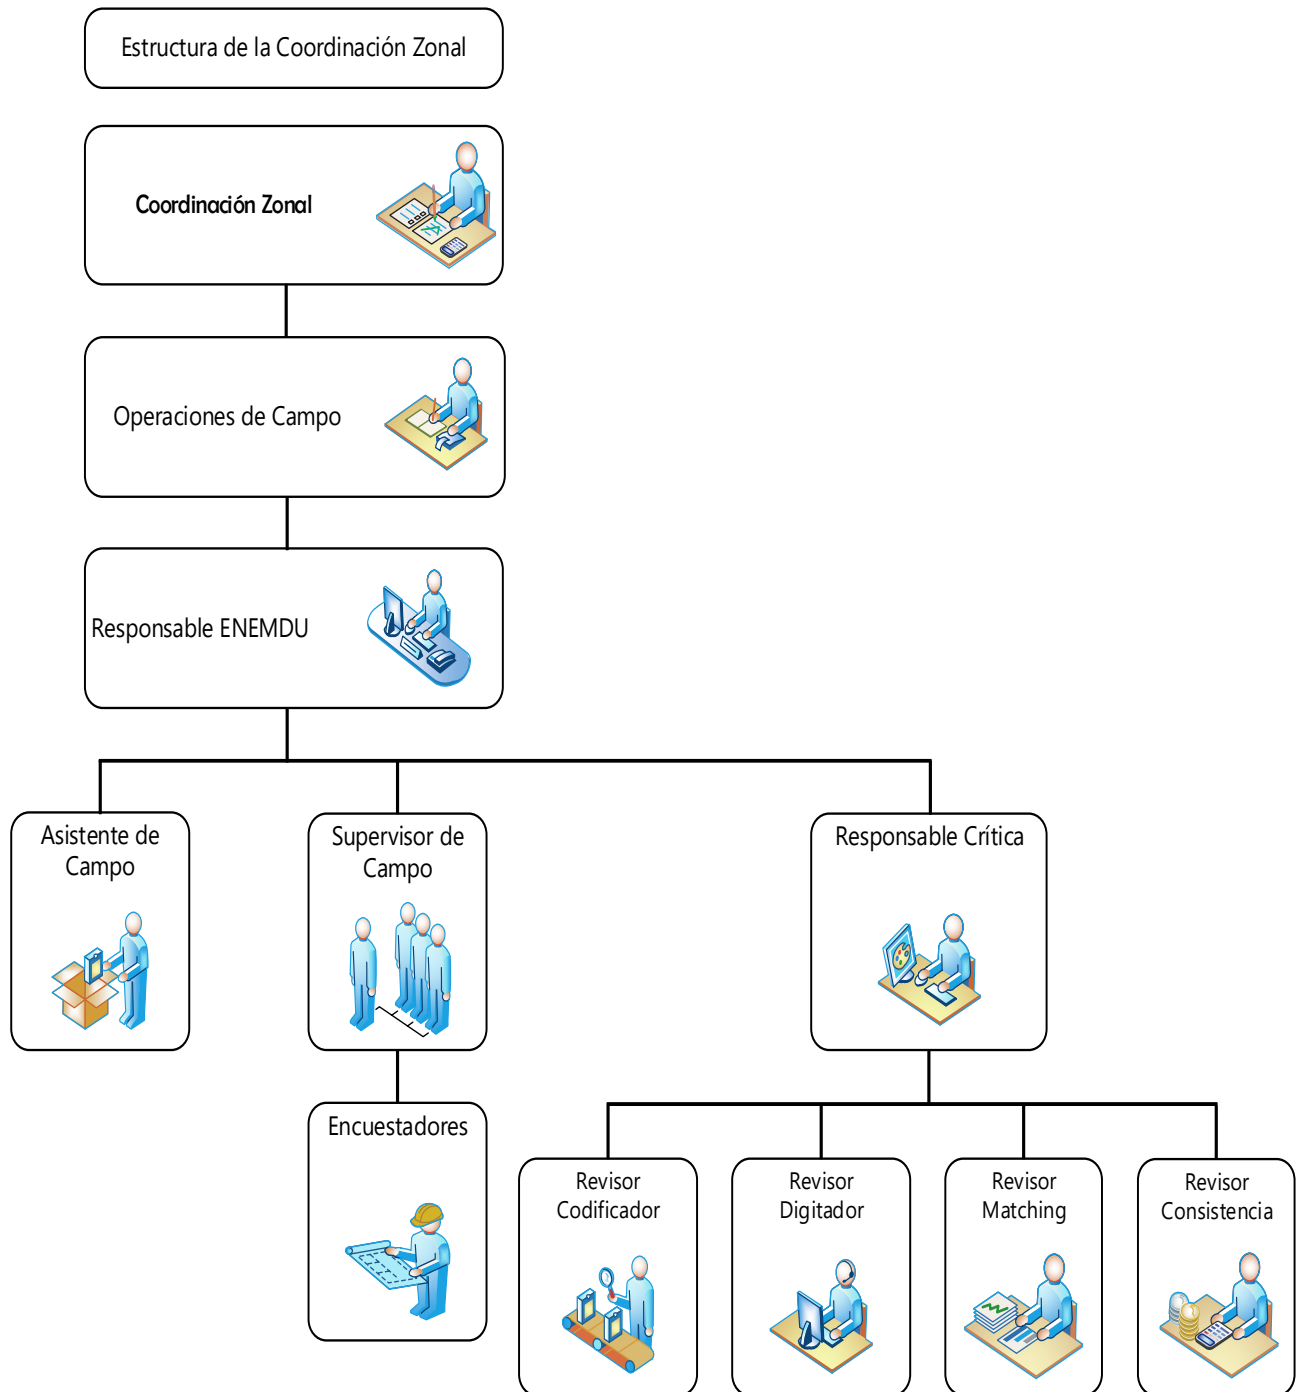 Estructura de la Coordinación Zonal
Coordinación Zonal
Operaciones de Campo
Responsable ENEMDU
Asistente de
Campo
Supervisor de
Campo
Responsable Crítica
Encuestadores
Revisor
Codificador
Revisor
Digitador
Revisor
Matching
Revisor
Consistencia